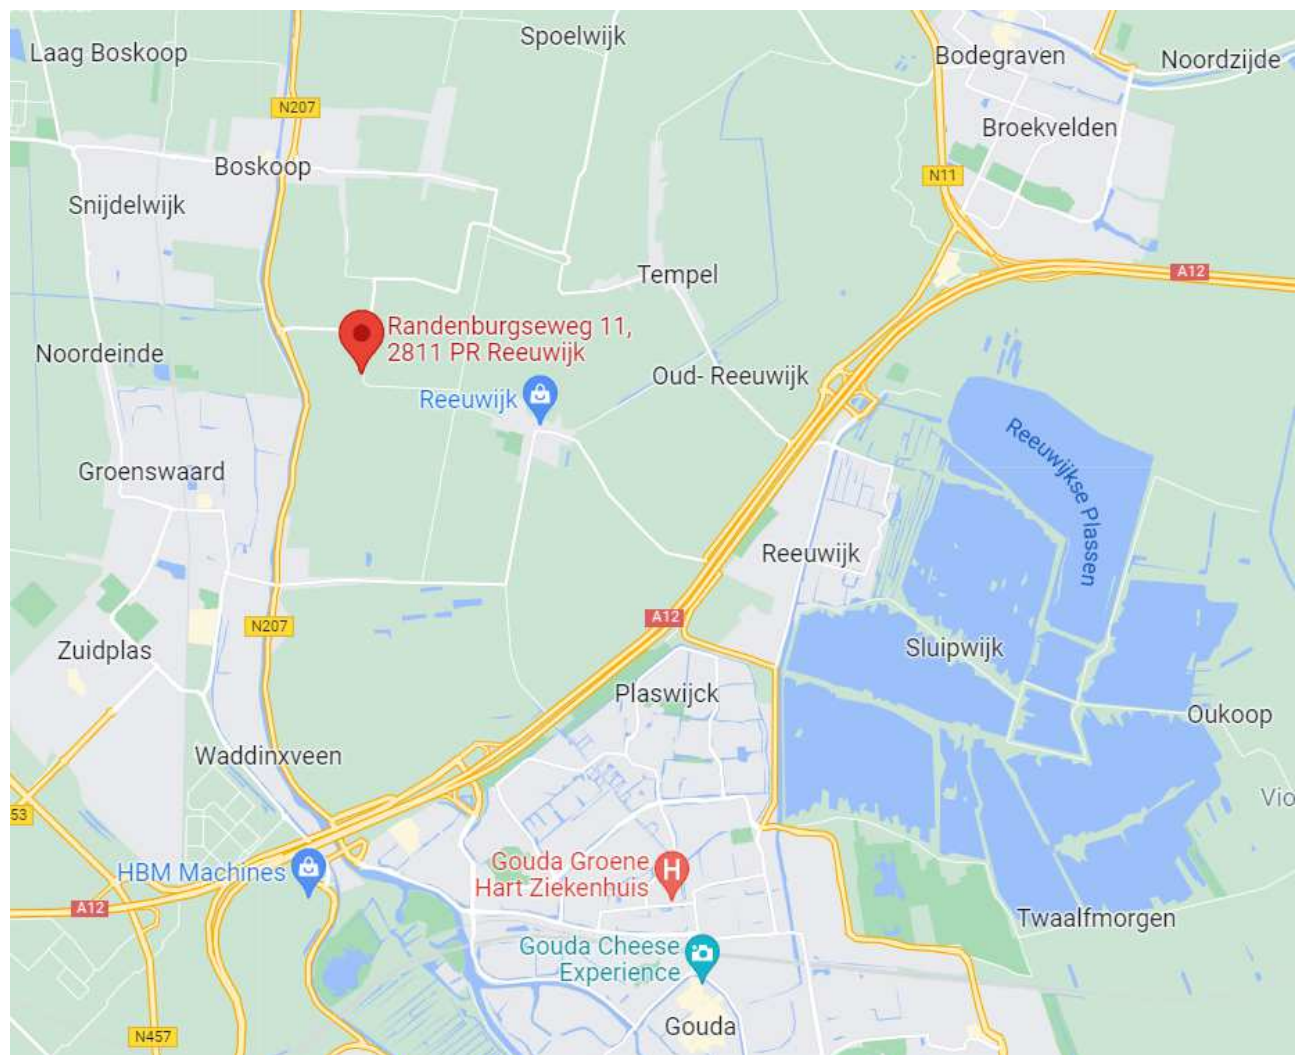 Spoelwijk
Laag Boskoop
Bodegraven
Noordzijde
N207
Broekvelden
Boskoop
N11
Snijdelwijk
Tempel
A12
Randenburgseweg 11,
2811 PR Reeuwijk
Noordeinde
Oud- Reeuwijk
Reeuwijk
Reeuwijkse Plassen
Groenswaard
Reeuwijk
A12
N207
Zuidplas
Sluipwijk
Plaswijck
Oukoop
Waddinxveen
Vio
53
Gouda Groene
Hart Ziekenhuis
H
HBM Machines
A12
Twaalfmorgen
Gouda Cheese
Experience
Gouda
N457